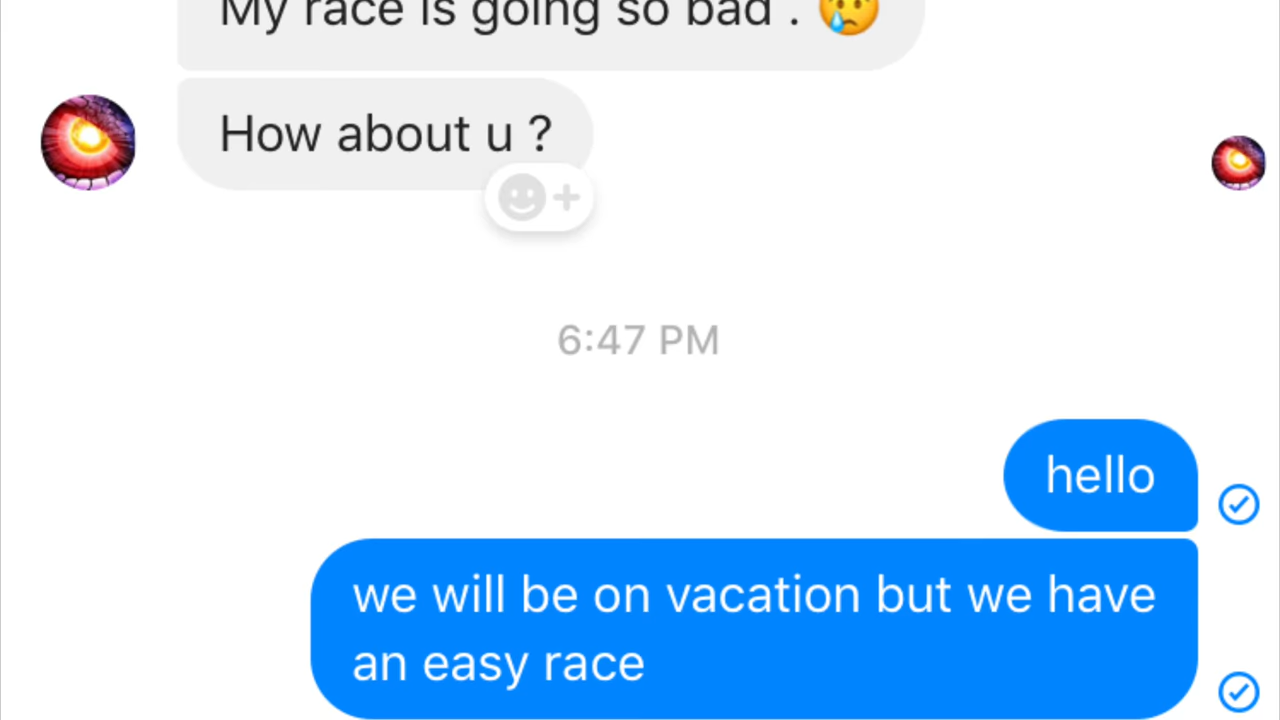 My race is going so bad . 😢
How about u ?
6:47 PM
hello
we will be on vacation but we have
an easy race